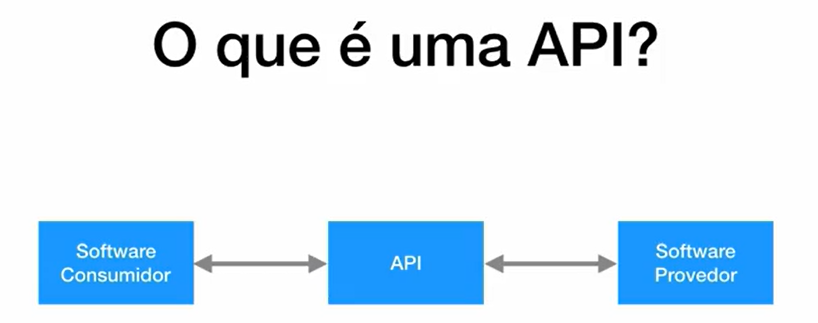 O que é uma API?
Software
Consumidor
API
Software
Provedor